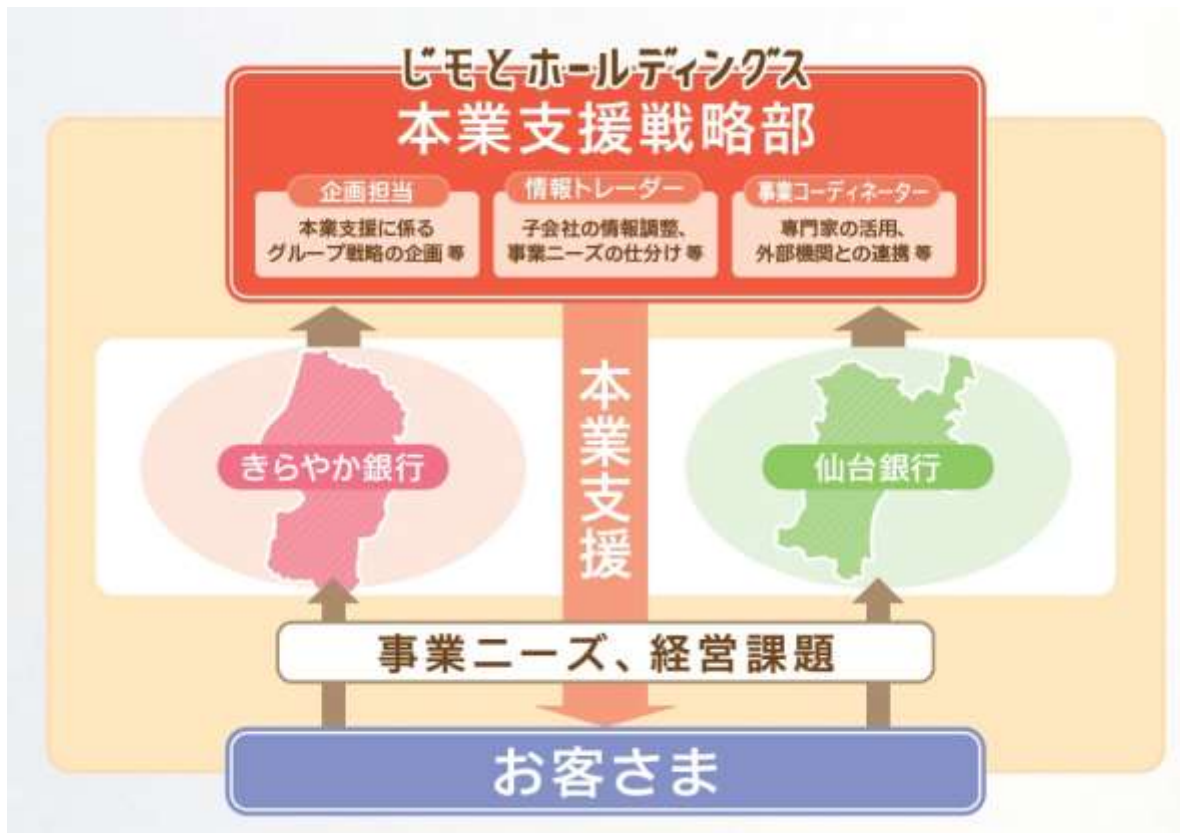 じモとホールディングス
本業支援戦略部
企画担当
本業支援に係る
グループ戦略の企画 等
情報トレーダー
子会社の情報調整、
事業ニーズの仕分け 等
事業コーディネーター
専門家の活用、
外部機関との連携 等
きらやか銀行
本業支援
仙台銀行
事業ニーズ、経営課題
お客さま